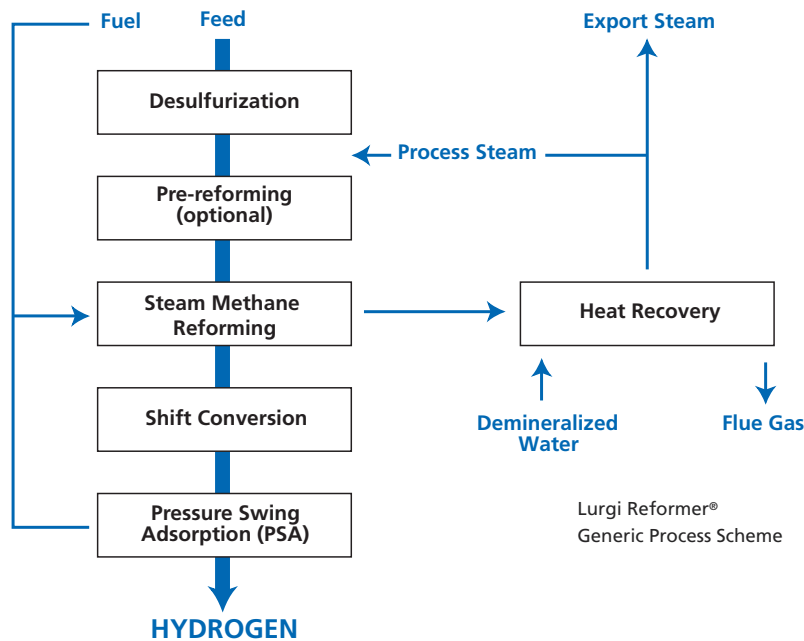 Fuel
Feed
Export Steam
Desulfurization
Process Steam
Pre-reforming
(optional)
Steam Methane
Reforming
Heat Recovery
Shift Conversion
Demineralized
Water
Flue Gas
Pressure Swing
Adsorption (PSA)
Lurgi Reformer®
Generic Process Scheme
HYDROGEN